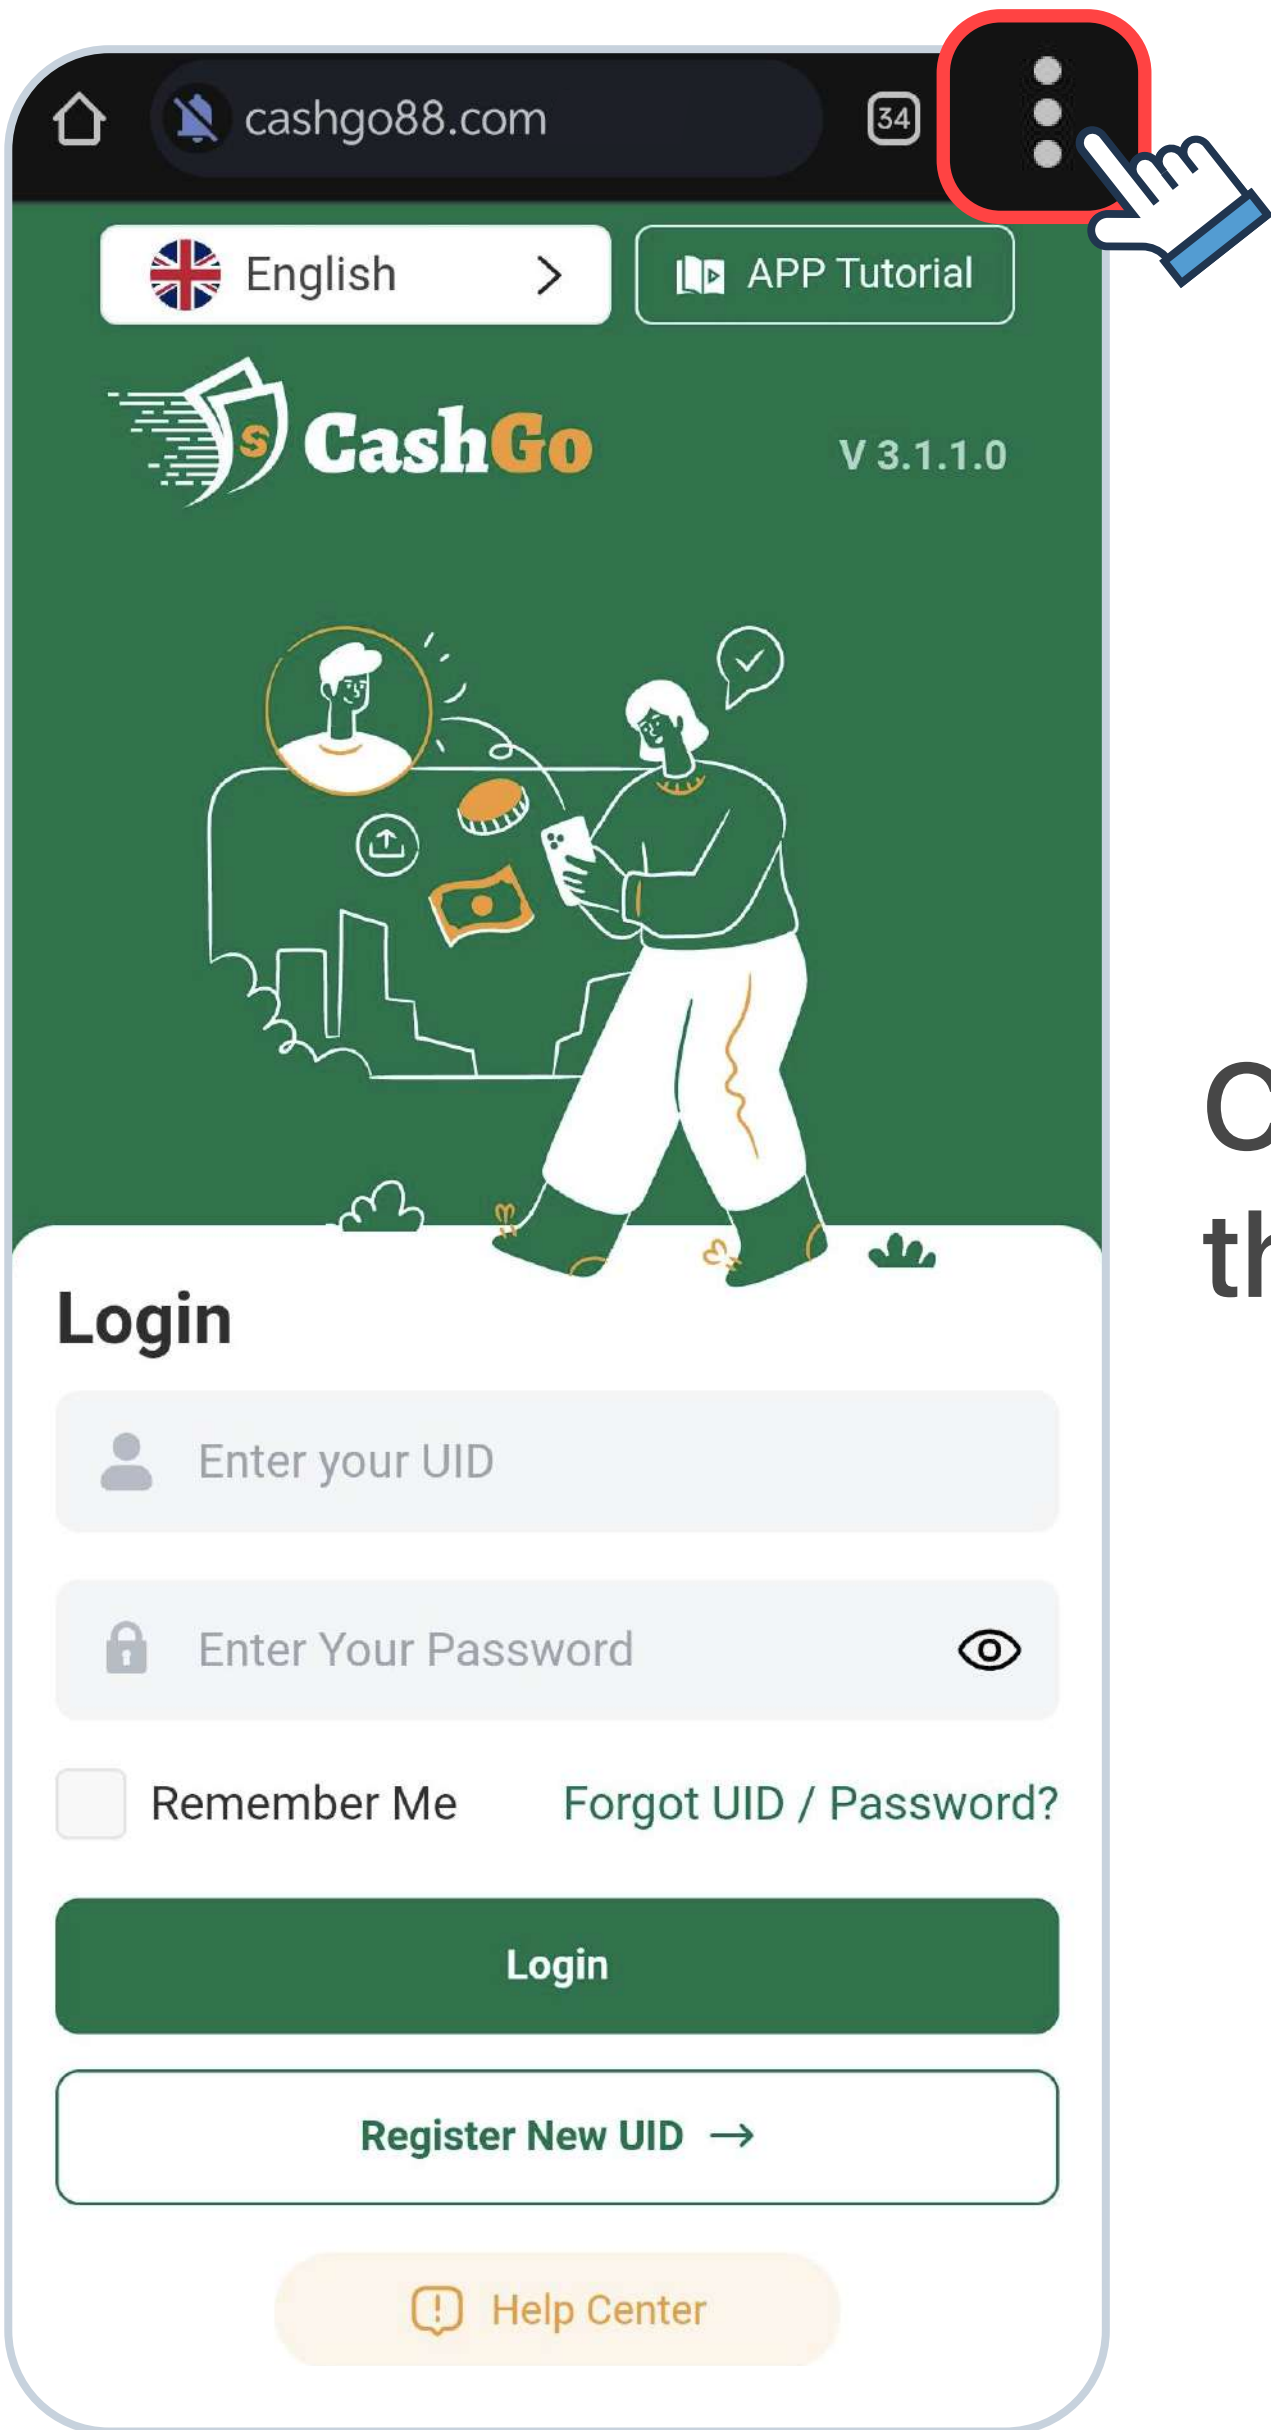 cashgo88.com 34
English APP Tutorial
S CashGo V 3.1.1.0
Login
Enter your UID
Enter Your Password
Remember Me Forgot UID / Password?
Login
Register New UID →
Help Center